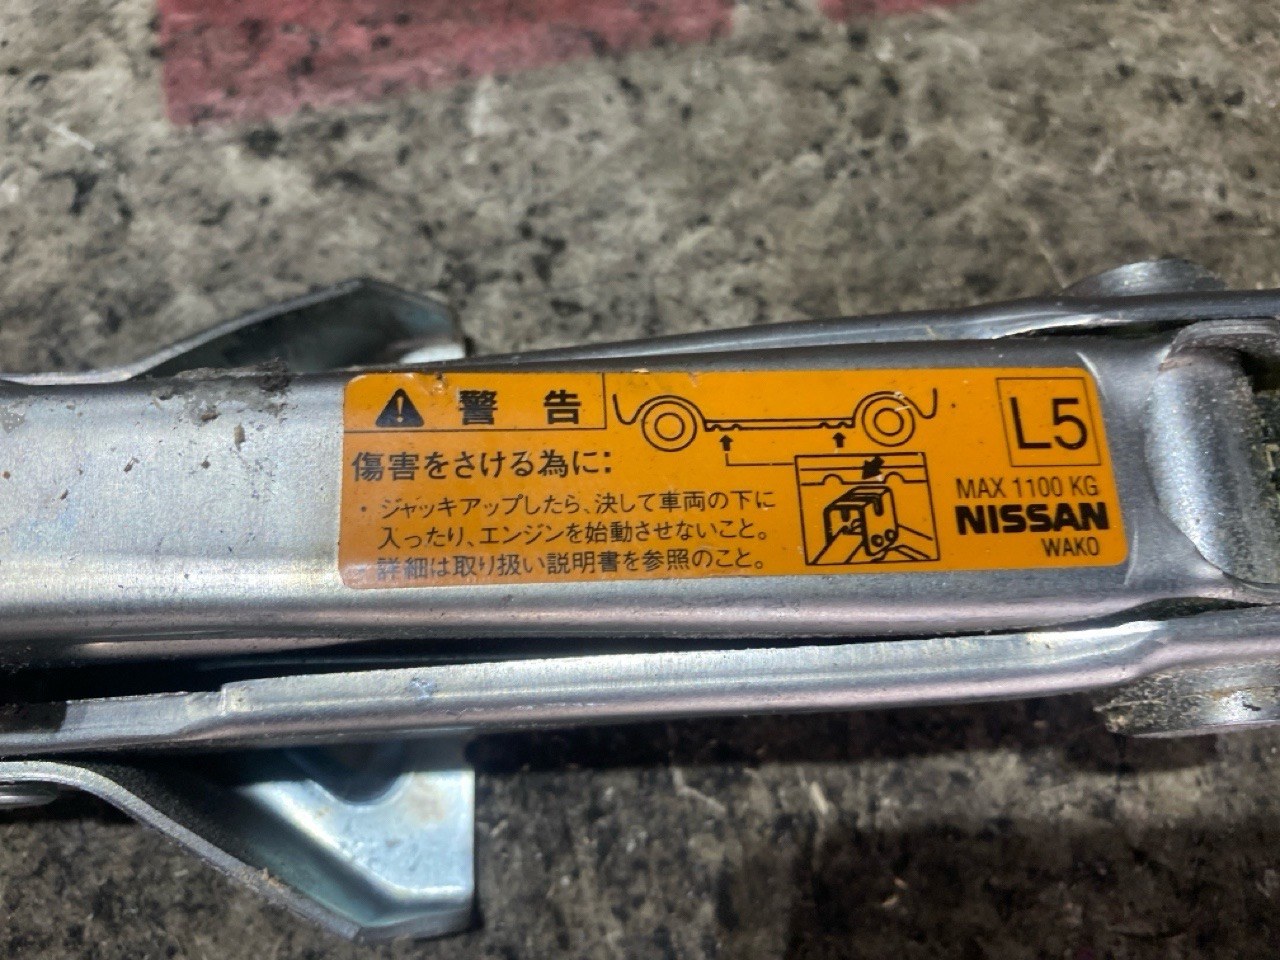 警告
傷害をさける為に:
・ジャッキアップしたら、決して車両の下に
入ったり、エンジンを始動させないこと。
・詳細は取り扱い説明書を参照のこと。
L5
MAX 1100 KG
NISSAN
WAKO